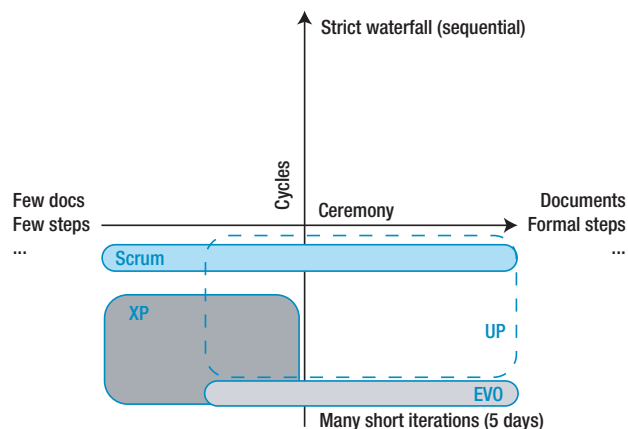 Strict waterfall (sequential)
Cycles
Few docs
Few steps
...
Ceremony
Documents
Formal steps
...
Scrum
XP
UP
EVO
Many short iterations (5 days)